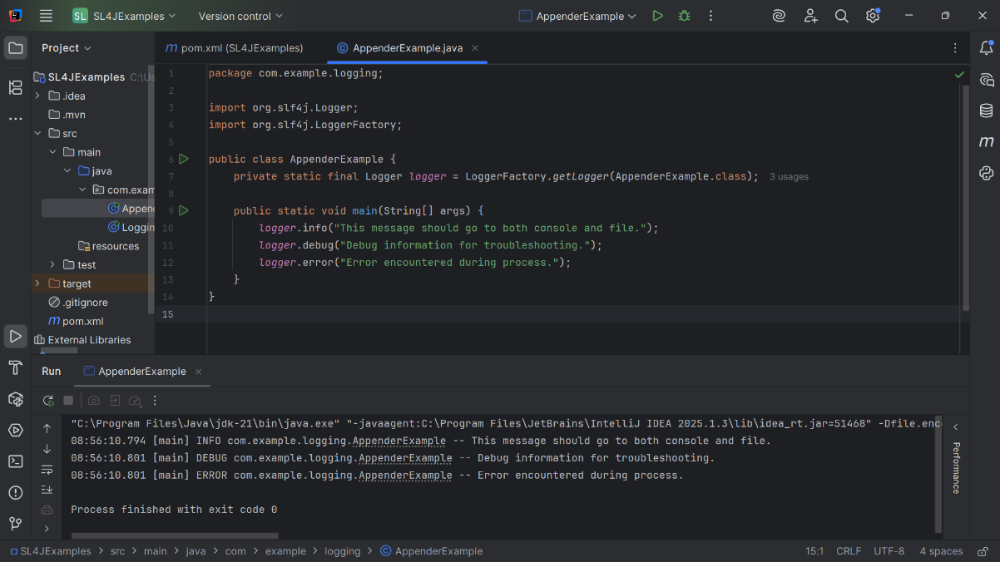 SL SL4JExamples Version control AppenderExample
Project
pom.xml (SL4JExamples) AppenderExample.java
SL4JExamples C:\Us
.idea
.mvn
src
main
java
com.exam
Append
Loggin
resources
test
target
.gitignore
pom.xml
External Libraries
1 package com.example.logging;
2
3 import org.slf4j.Logger;
4 import org.slf4j.LoggerFactory;
5
6 public class AppenderExample {
7 private static final Logger logger = LoggerFactory.getLogger(AppenderExample.class); 3 usages
8
9 public static void main(String[] args) {
10 logger.info("This message should go to both console and file.");
11 logger.debug("Debug information for troubleshooting.");
12 logger.error("Error encountered during process.");
13 }
14 }
15
Run AppenderExample
"C:\Program Files\Java\jdk-21\bin\java.exe" "-javaagent:C:\Program Files\JetBrains\IntelliJ IDEA 2025.1.3\lib\idea_rt.jar=51468" -Dfile.enco
08:56:10.794 [main] INFO com.example.logging.AppenderExample -- This message should go to both console and file.
08:56:10.801 [main] DEBUG com.example.logging.AppenderExample -- Debug information for troubleshooting.
08:56:10.801 [main] ERROR com.example.logging.AppenderExample -- Error encountered during process.
Process finished with exit code 0
Performance
SL4JExamples > src > main > java > com > example > logging > AppenderExample 15:1 CRLF UTF-8 4 spaces